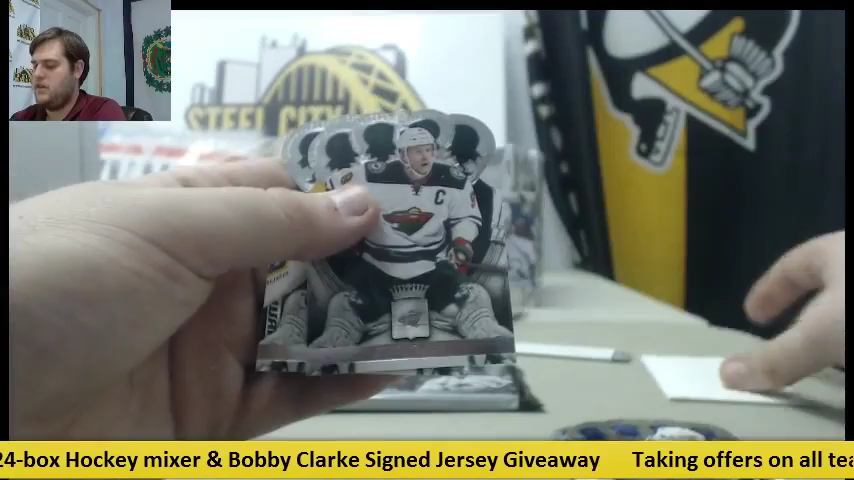 STEEL CITY
C
24-box Hockey mixer & Bobby Clarke Signed Jersey Giveaway Taking offers on all tea